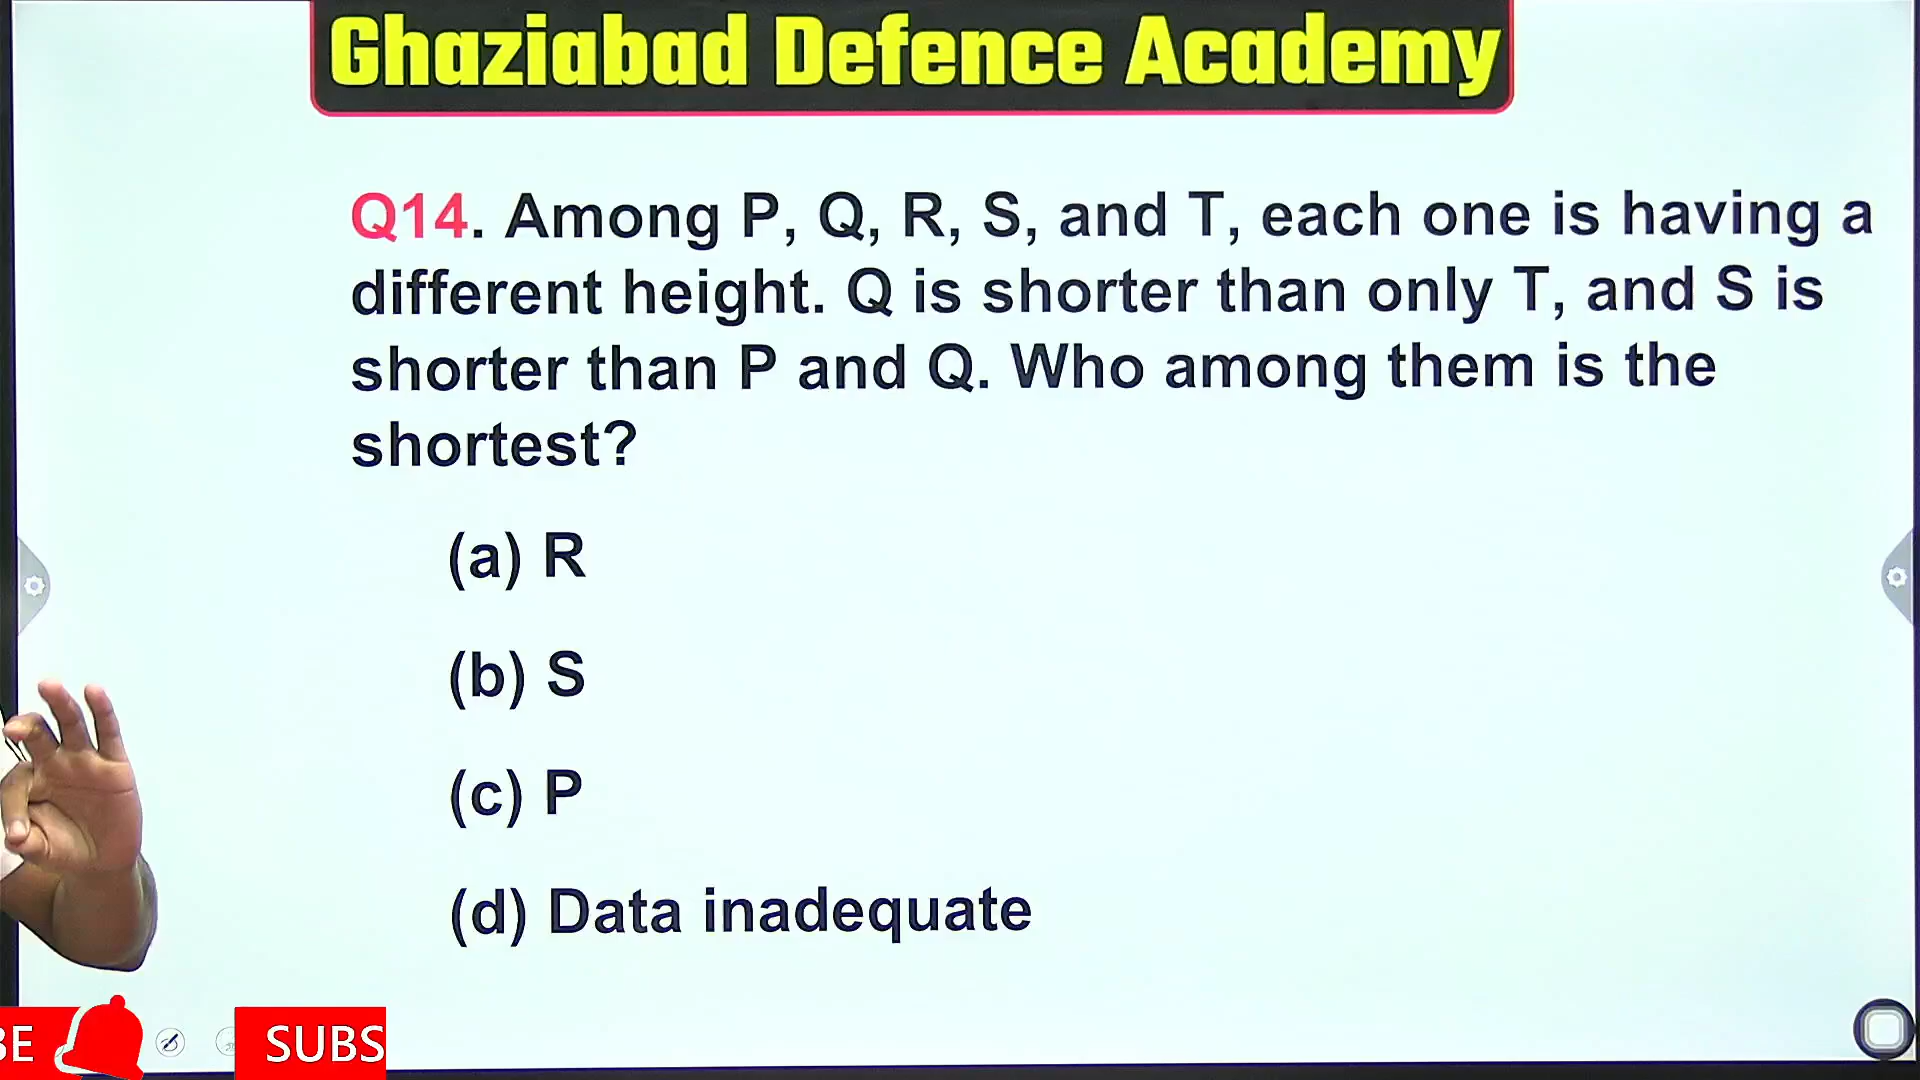 Ghaziabad Defence Academy
Q14. Among P, Q, R, S, and T, each one is having a
different height. Q is shorter than only T, and S is
shorter than P and Q. Who among them is the
shortest?
(a) R
(b) S
(c) P
(d) Data inadequate
BE
SUBS